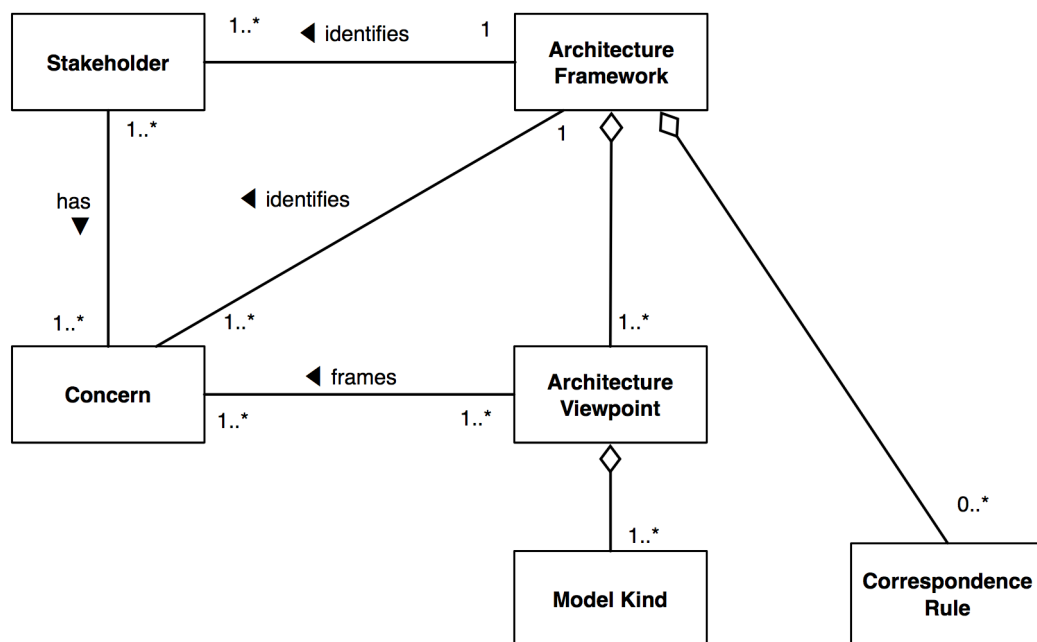 1..*
◀ identifies
1
Stakeholder
Architecture
Framework
1..*
1
has
▼
◀ identifies
1..*
1..*
1..*
◀ frames
Concern
Architecture
Viewpoint
1..*
1..*
0..*
1..*
Model Kind
Correspondence
Rule